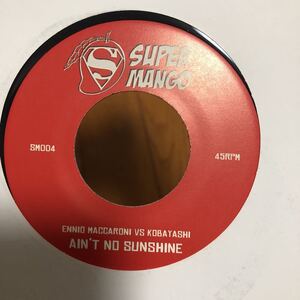 SUPER
MANGO
SM004
45RPM
ENNIO MACCARONI VS KOBAYASHI
AIN'T NO SUNSHINE